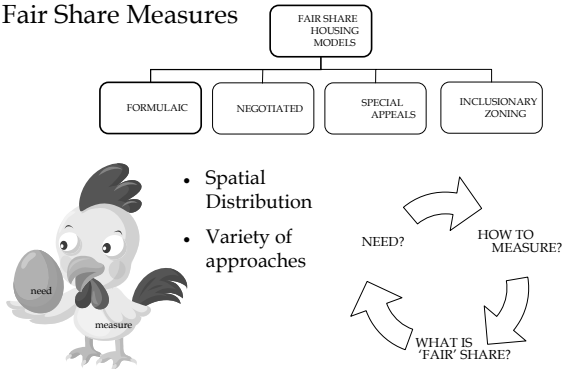 Fair Share Measures
FAIR SHARE
HOUSING
MODELS
FORMULAIC
NEGOTIATED
SPECIAL
APPEALS
INCLUSIONARY
ZONING
• Spatial
Distribution
• Variety of
approaches
need
measure
NEED?
HOW TO
MEASURE?
WHAT IS
'FAIR' SHARE?